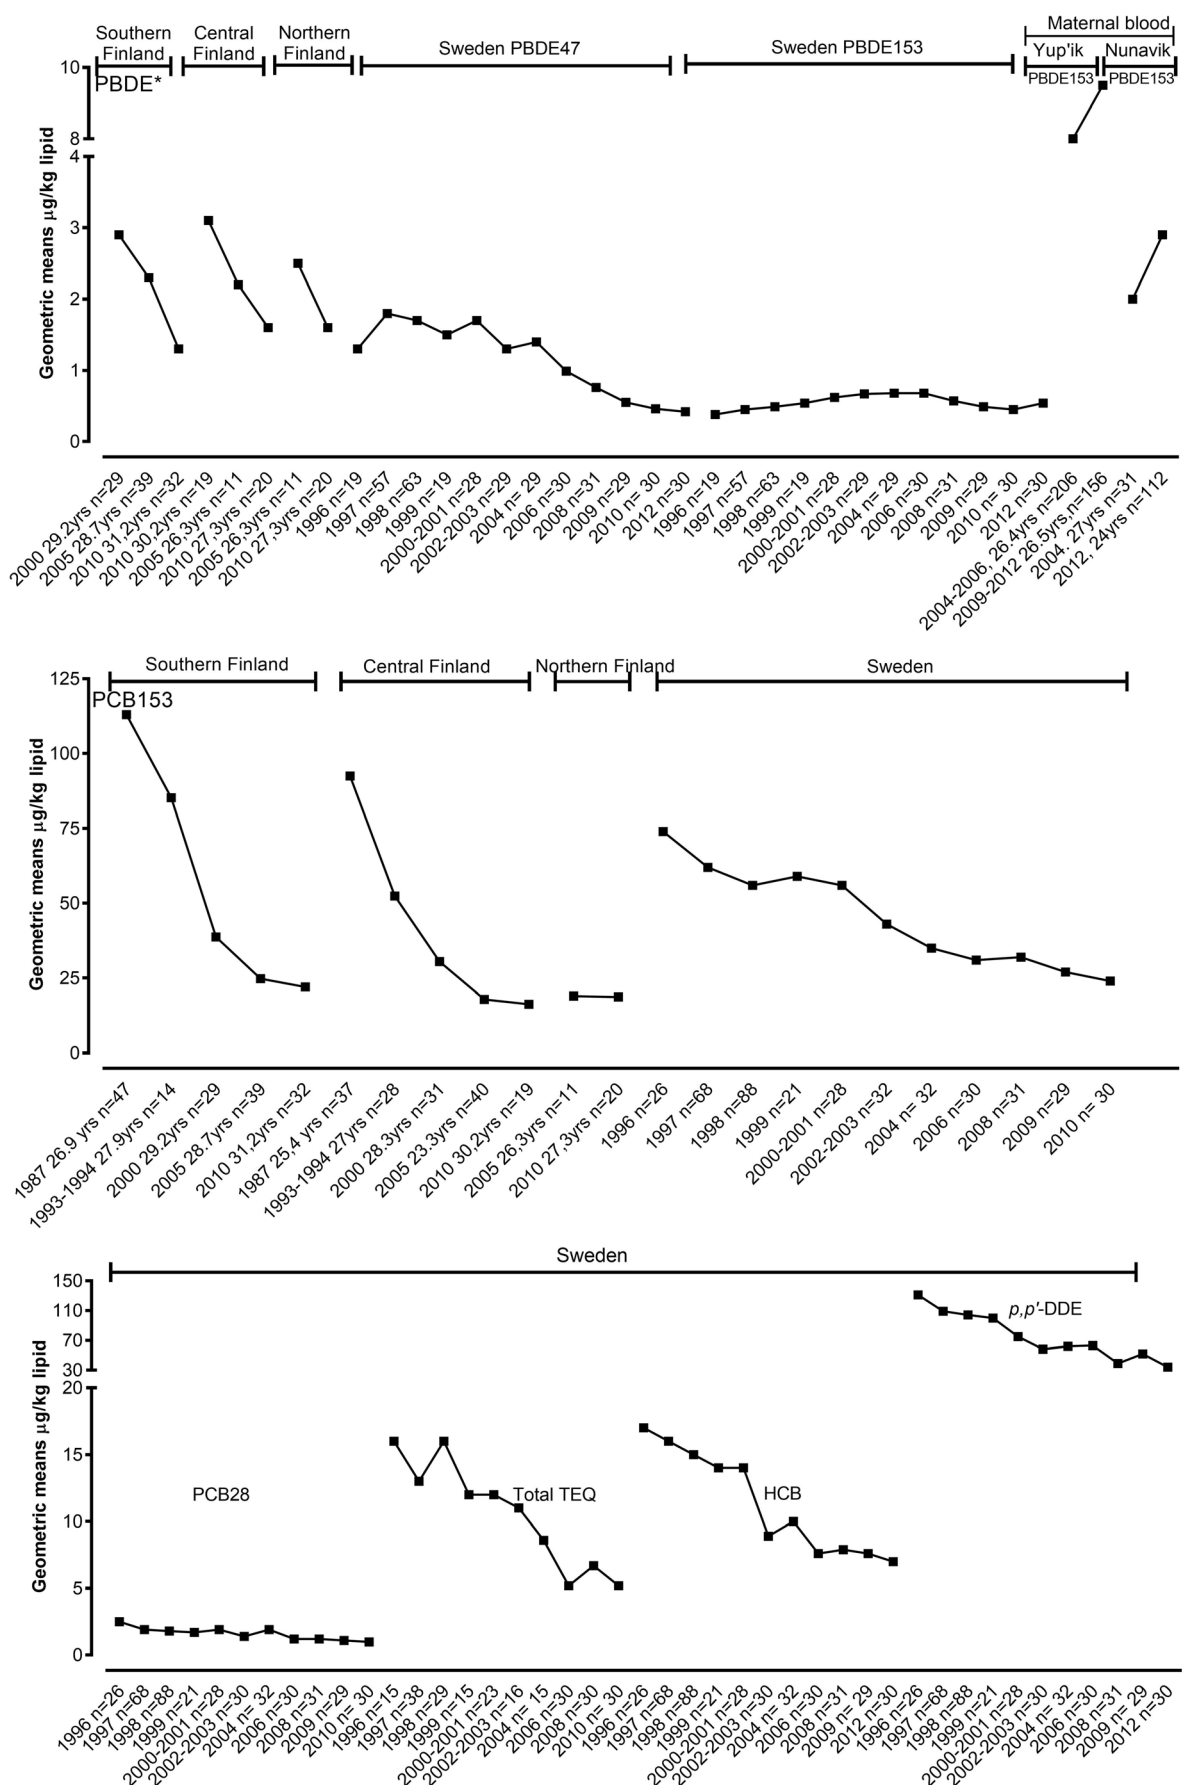 Southern Finland
Central Finland
Northern Finland
Sweden PBDE47
Sweden PBDE153
Maternal blood
Yup'ik
Nunavik
PBDE153
PBDE153
PBDE*
Geometric means µg/kg lipid
10
8
4
3
2
1
0
2000 29.2yrs n=29
2005 28.7yrs n=39
2010 31.2yrs n=32
2010 30.2yrs n=19
2005 26.3yrs n=11
2010 27.3yrs n=20
2005 26.3yrs n=11
2010 27,3yrs n=20
1996 n=19
1997 n=57
1998 n=63
1999 n=19
2000-2001 n=28
2002-2003 n=29
2004 n= 29
2006 n=30
2008 n=31
2009 n=29
2010 n= 30
2012 n=30
1996 n=19
1997 n=57
1998 n=63
1999 n=19
2000-2001 n=28
2002-2003 n=29
2004 n= 29
2006 n=30
2008 n=31
2009 n=29
2010 n= 30
2012 n=30
2004-2006, 26.4yrs n=206
2009-2012 26.5yrs,n=156
2004. 27yrs n=31
2012, 24yrs n=112
Southern Finland
Central Finland
Northern Finland
Sweden
PCB153
Geometric means µg/kg lipid
125
100
75
50
25
0
1987 26.9 yrs n=47
1993-1994 27.9yrs n=14
2000 29.2yrs n=29
2005 28.7yrs n=39
2010 31,2yrs n=32
1987 25.4 yrs n=37
1993-1994 27yrs n=28
2000 28.3yrs n=31
2005 23.3yrs n=40
2010 30,2yrs n=19
2005 26,3yrs n=11
2010 27,3yrs n=20
1996 n=26
1997 n=68
1998 n=88
1999 n=21
2000-2001 n=28
2002-2003 n=32
2004 n= 32
2006 n=30
2008 n=31
2009 n=29
2010 n= 30
Sweden
Geometric means µg/kg lipid
150
110
70
30
20
15
10
5
0
PCB28
Total TEQ
HCB
p,p'-DDE
1996 n=26
1997 n=68
1998 n=88
1999 n=21
2000-2001 n=28
2002-2003 n=30
2004 n= 32
2006 n=30
2008 n=31
2009 n=29
2010 n= 30
1996 n=15
1997 n=38
1998 n=29
1999 n=15
2000-2001 n=23
2002-2003 n=16
2004 n= 15
2006 n=30
2008 n=30
2010 n= 30
1996 n=26
1997 n=68
1998 n=88
1999 n=21
2000-2001 n=28
2002-2003 n=30
2004 n= 32
2006 n=30
2008 n=31
2009 n= 29
2012 n=30
1996 n=26
1997 n=68
1998 n=88
1999 n=21
2000-2001 n=28
2002-2003 n=30
2004 n= 32
2006 n=30
2008 n=31
2009 n= 29
2012 n=30